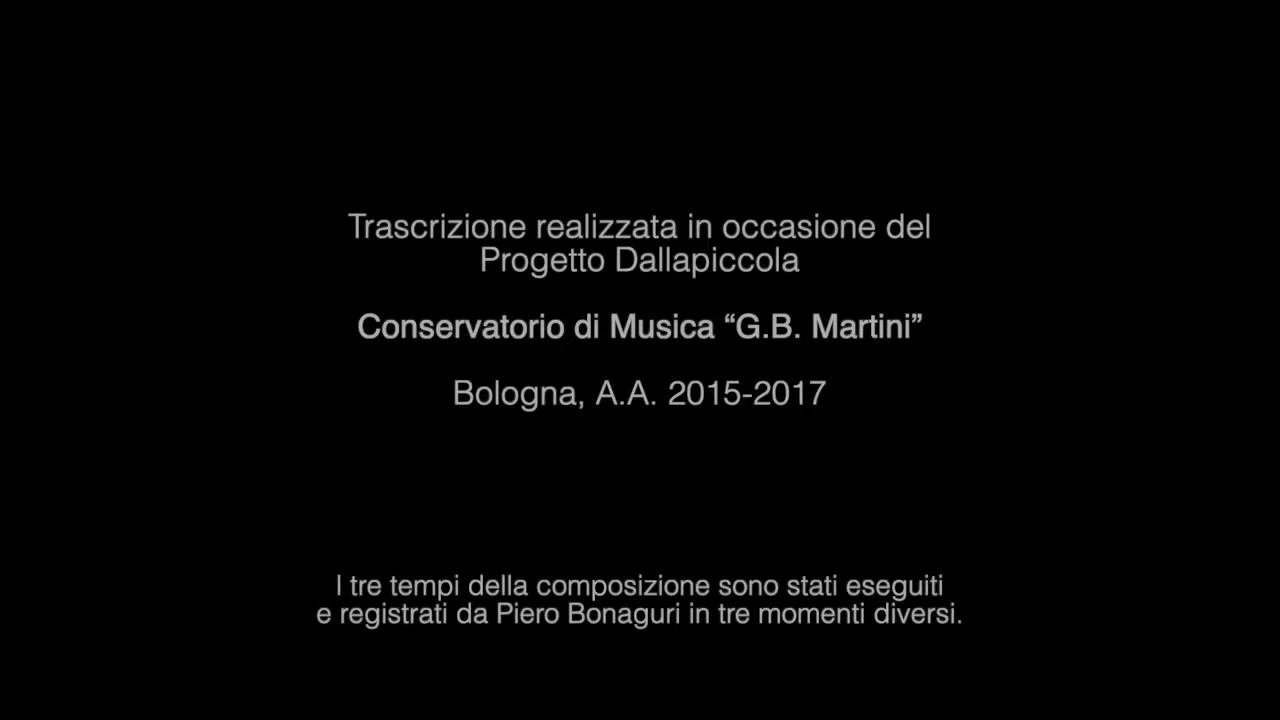 Trascrizione realizzata in occasione del
Progetto Dallapiccola
Conservatorio di Musica “G.B. Martini”
Bologna, A.A. 2015-2017
I tre tempi della composizione sono stati eseguiti
e registrati da Piero Bonaguri in tre momenti diversi.